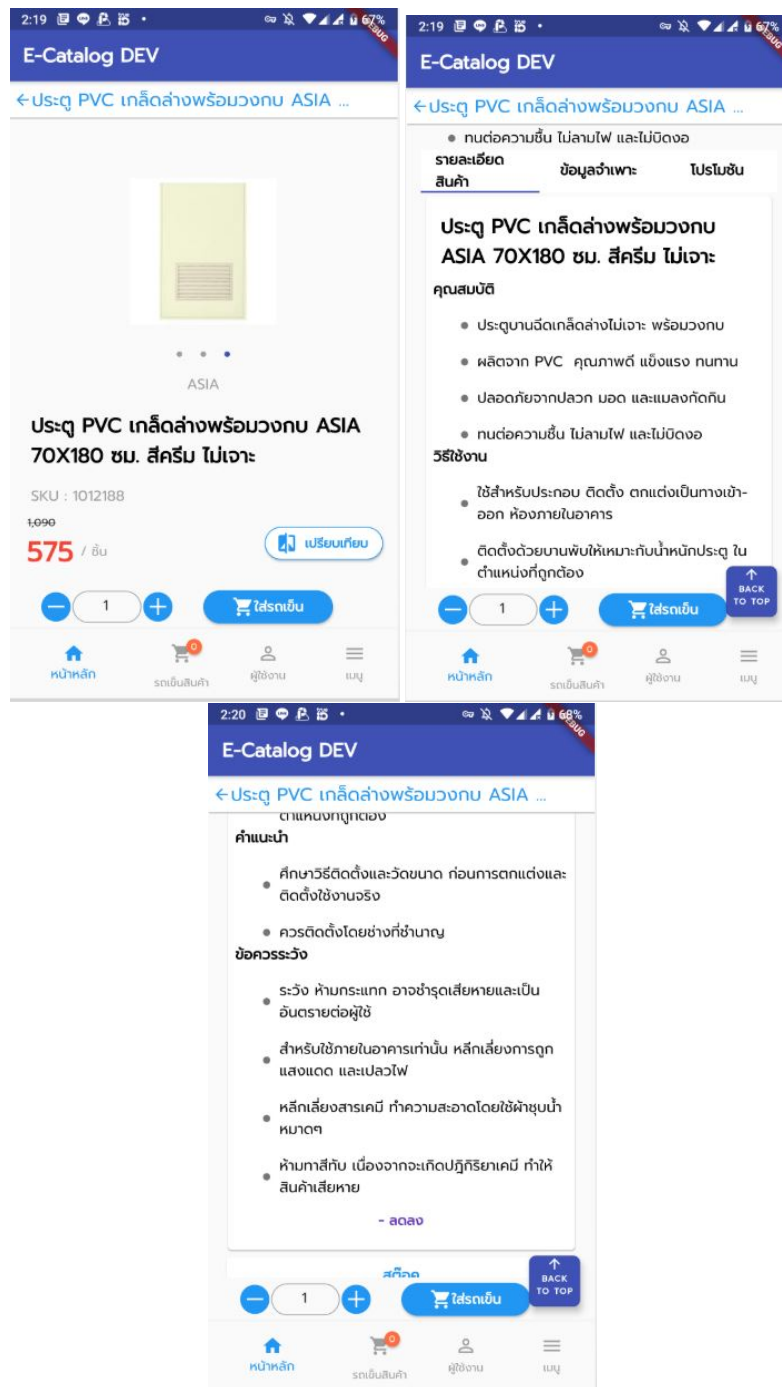 2:19
67%
DEBUG
E-Catalog DEV
←ประตู PVC เกล็ดล่างพร้อมวงกบ ASIA ...
ASIA
ประตู PVC เกล็ดล่างพร้อมวงกบ ASIA
70X180 ซม. สีครีม ไม่เจาะ
SKU : 1012188
1,090
575 / ชิ้น
เปรียบเทียบ
1
ใส่รถเข็น
หน้าหลัก
0
รถเข็นสินค้า
ผู้ใช้งาน
เมนู
2:19
67%
DEBUG
E-Catalog DEV
←ประตู PVC เกล็ดล่างพร้อมวงกบ ASIA ...
ทนต่อความชื้น ไม่ลามไฟ และไม่บิดงอ
รายละเอียด
สินค้า
ข้อมูลจำเพาะ
โปรโมชัน
ประตู PVC เกล็ดล่างพร้อมวงกบ
ASIA 70X180 ซม. สีครีม ไม่เจาะ
คุณสมบัติ
ประตูบานฉีดเกล็ดล่างไม่เจาะ พร้อมวงกบ
ผลิตจาก PVC คุณภาพดี แข็งแรง ทนทาน
ปลอดภัยจากปลวก มอด และแมลงกัดกิน
ทนต่อความชื้น ไม่ลามไฟ และไม่บิดงอ
วิธีใช้งาน
ใช้สำหรับประกอบ ติดตั้ง ตกแต่งเป็นทางเข้า-
ออก ห้องภายในอาคาร
ติดตั้งด้วยบานพับให้เหมาะกับน้ำหนักประตู ใน
ตำแหน่งที่ถูกต้อง
BACK
TO TOP
1
ใส่รถเข็น
หน้าหลัก
0
รถเข็นสินค้า
ผู้ใช้งาน
เมนู
2:20
68%
DEBUG
E-Catalog DEV
←ประตู PVC เกล็ดล่างพร้อมวงกบ ASIA ...
ตำแหน่งที่ถูกต้อง
คำแนะนำ
ศึกษาวิธีติดตั้งและวัดขนาด ก่อนการตกแต่งและ
ติดตั้งใช้งานจริง
ควรติดตั้งโดยช่างที่ชำนาญ
ข้อควรระวัง
ระวัง ห้ามกระแทก อาจชำรุดเสียหายและเป็น
อันตรายต่อผู้ใช้
สำหรับใช้ภายในอาคารเท่านั้น หลีกเลี่ยงการถูก
แสงแดด และเปลวไฟ
หลีกเลี่ยงสารเคมี ทำความสะอาดโดยใช้ผ้าชุบน้ำ
หมาดๆ
ห้ามทาสีทับ เนื่องจากจะเกิดปฏิกิริยาเคมี ทำให้
สินค้าเสียหาย
- ลดลง
สต๊อค
BACK
TO TOP
1
ใส่รถเข็น
หน้าหลัก
0
รถเข็นสินค้า
ผู้ใช้งาน
เมนู